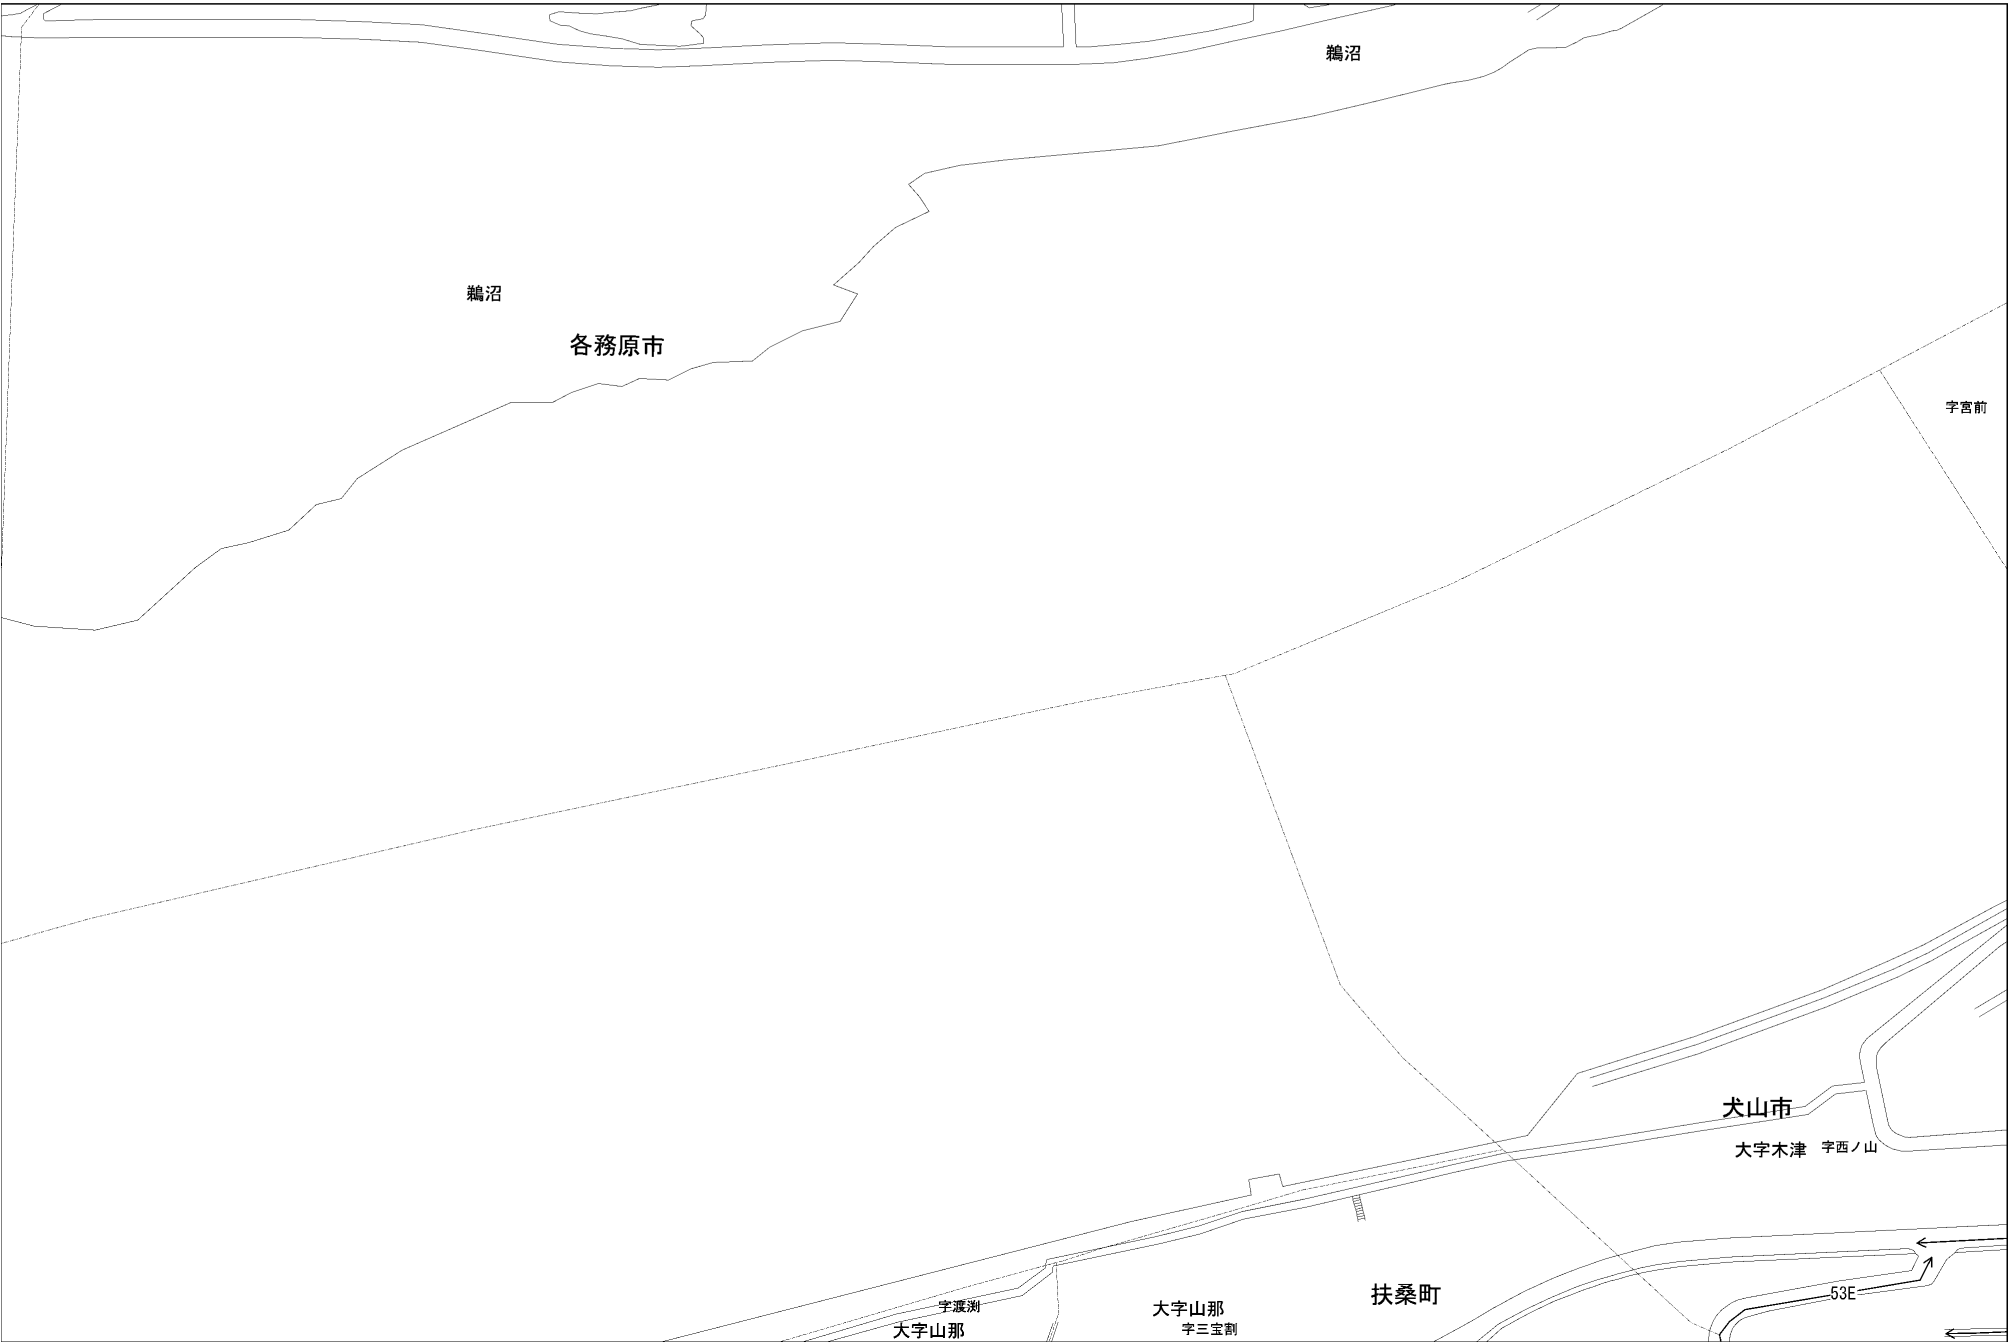 鵜沼
鵜沼
各務原市
字宮前
犬山市
大字木津 字西ノ山
扶桑町
53E
字渡渕
大字山那
大字山那
字三宝割